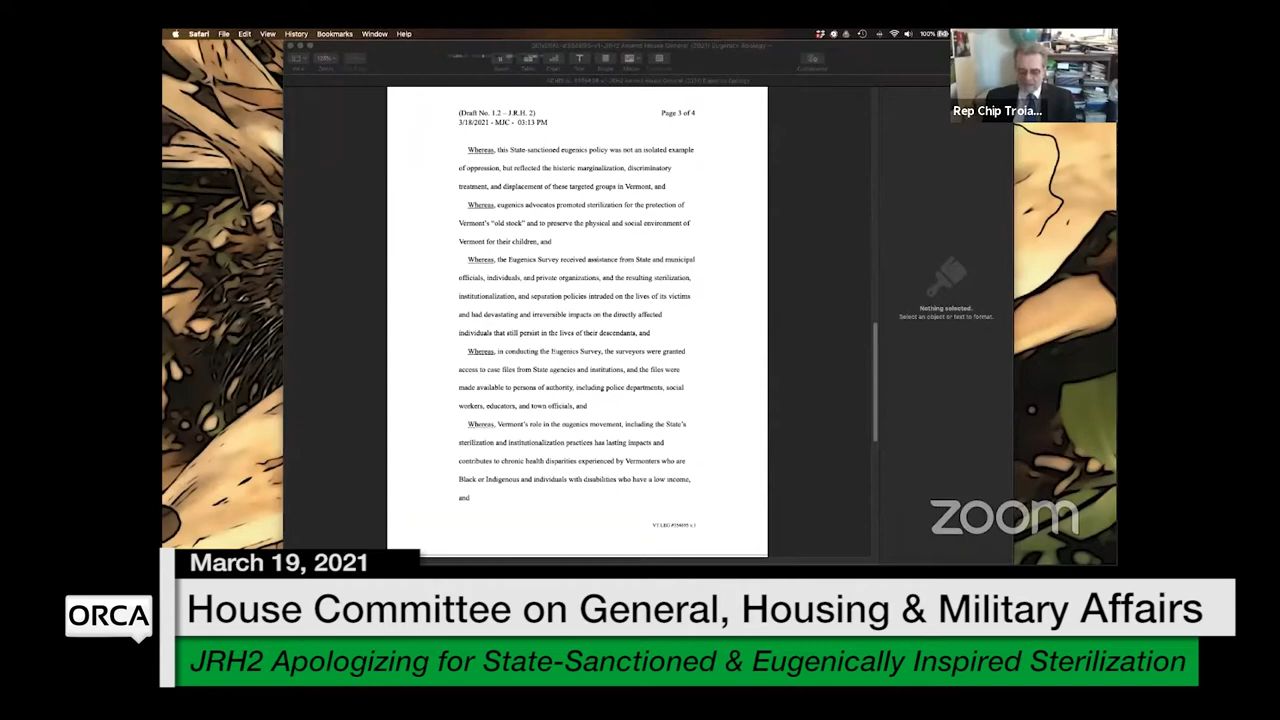 Safari File Edit View History Bookmarks Window Help 100%
Rep Chip Troia...
(Draft No. 1.2 – J.R.H. 2) Page 3 of 4
3/18/2021 - MJC - 03:13 PM
Whereas, this State-sanctioned eugenics policy was not an isolated example
of oppression, but reflected the historic marginalization, discriminatory
treatment, and displacement of these targeted groups in Vermont, and
Whereas, eugenics advocates promoted sterilization for the protection of
Vermont's "old stock" and to preserve the physical and social environment of
Vermont for their children, and
Whereas, the Eugenics Survey received assistance from State and municipal
officials, individuals, and private organizations, and the resulting sterilization,
institutionalization, and separation policies intruded on the lives of its victims
and had devastating and irreversible impacts on the directly affected
individuals that still persist in the lives of their descendants, and
Whereas, in conducting the Eugenics Survey, the surveyors were granted
access to case files from State agencies and institutions, and the files were
made available to persons of authority, including police departments, social
workers, educators, and town officials, and
Whereas, Vermont's role in the eugenics movement, including the State's
sterilization and institutionalization practices has lasting impacts and
contributes to chronic health disparities experienced by Vermonters who are
Black or Indigenous and individuals with disabilities who have a low income,
and
Nothing selected.
Select an object or text to format.
zoom
March 19, 2021
ORCA
House Committee on General, Housing & Military Affairs
JRH2 Apologizing for State-Sanctioned & Eugenically Inspired Sterilization